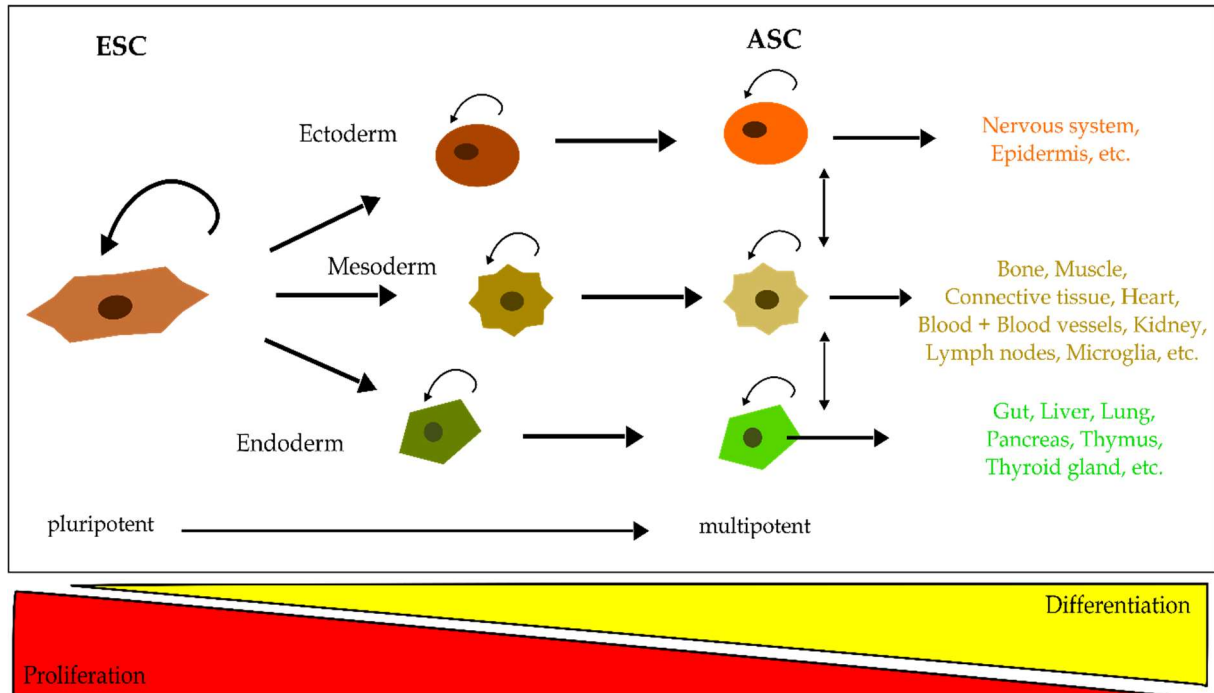 ESC
ASC
Ectoderm
Nervous system,
Epidermis, etc.
Mesoderm
Bone, Muscle,
Connective tissue, Heart,
Blood + Blood vessels, Kidney,
Lymph nodes, Microglia, etc.
Endoderm
Gut, Liver, Lung,
Pancreas, Thymus,
Thyroid gland, etc.
pluripotent
multipotent
Differentiation
Proliferation